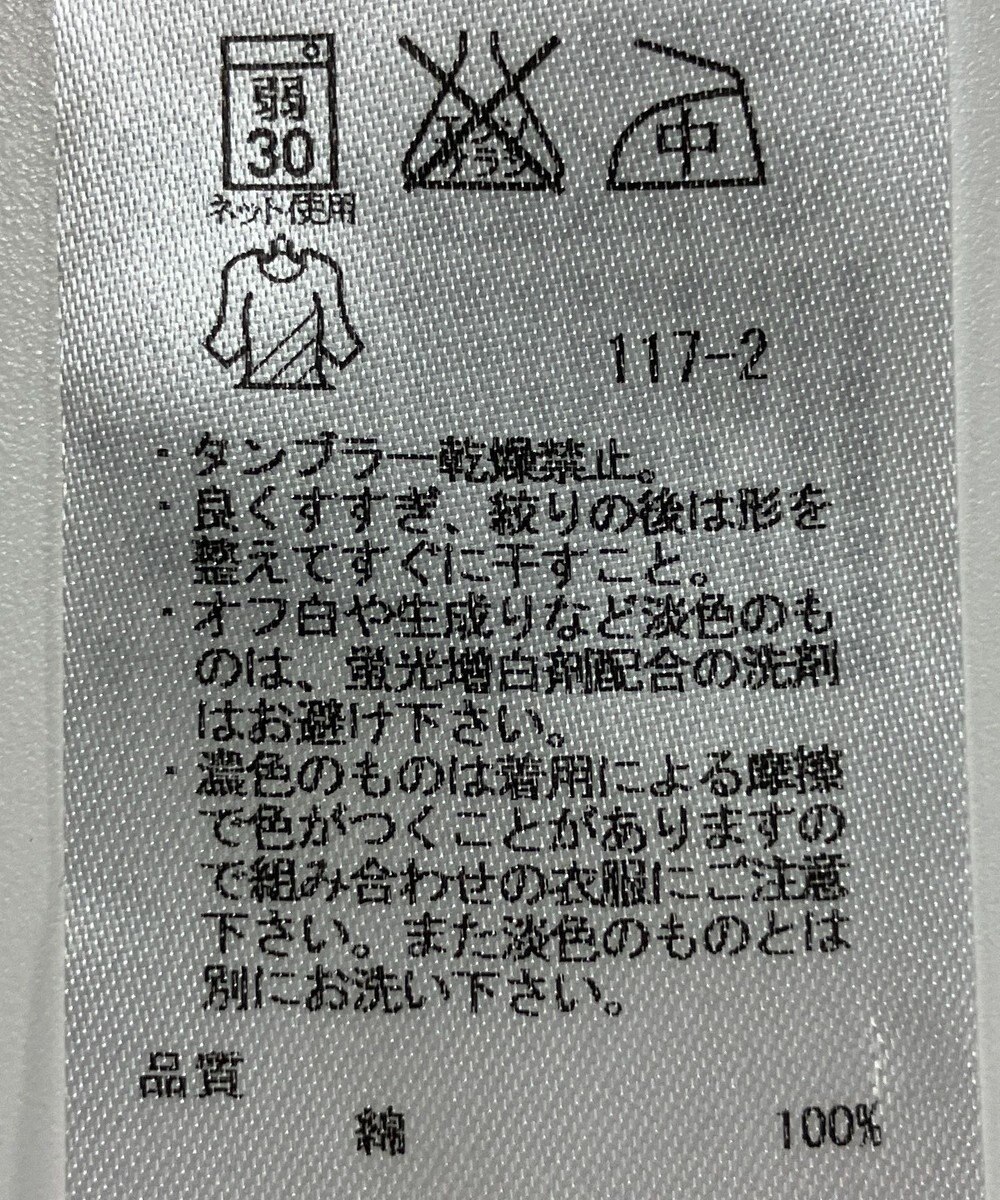 弱
30
ネット使用
エンソ
サラシ
中
117-2
・タンブラー乾燥禁止。
・良くすすぎ、絞りの後は形を
整えてすぐに干すこと。
・オフ白や生成りなど淡色のも
のは、蛍光増白剤配合の洗剤
はお避け下さい。
・濃色のものは着用による摩擦
で色がつくことがありますの
で組み合わせの衣服にご注意
下さい。また淡色のものとは
別にお洗い下さい。
品質
綿 100%